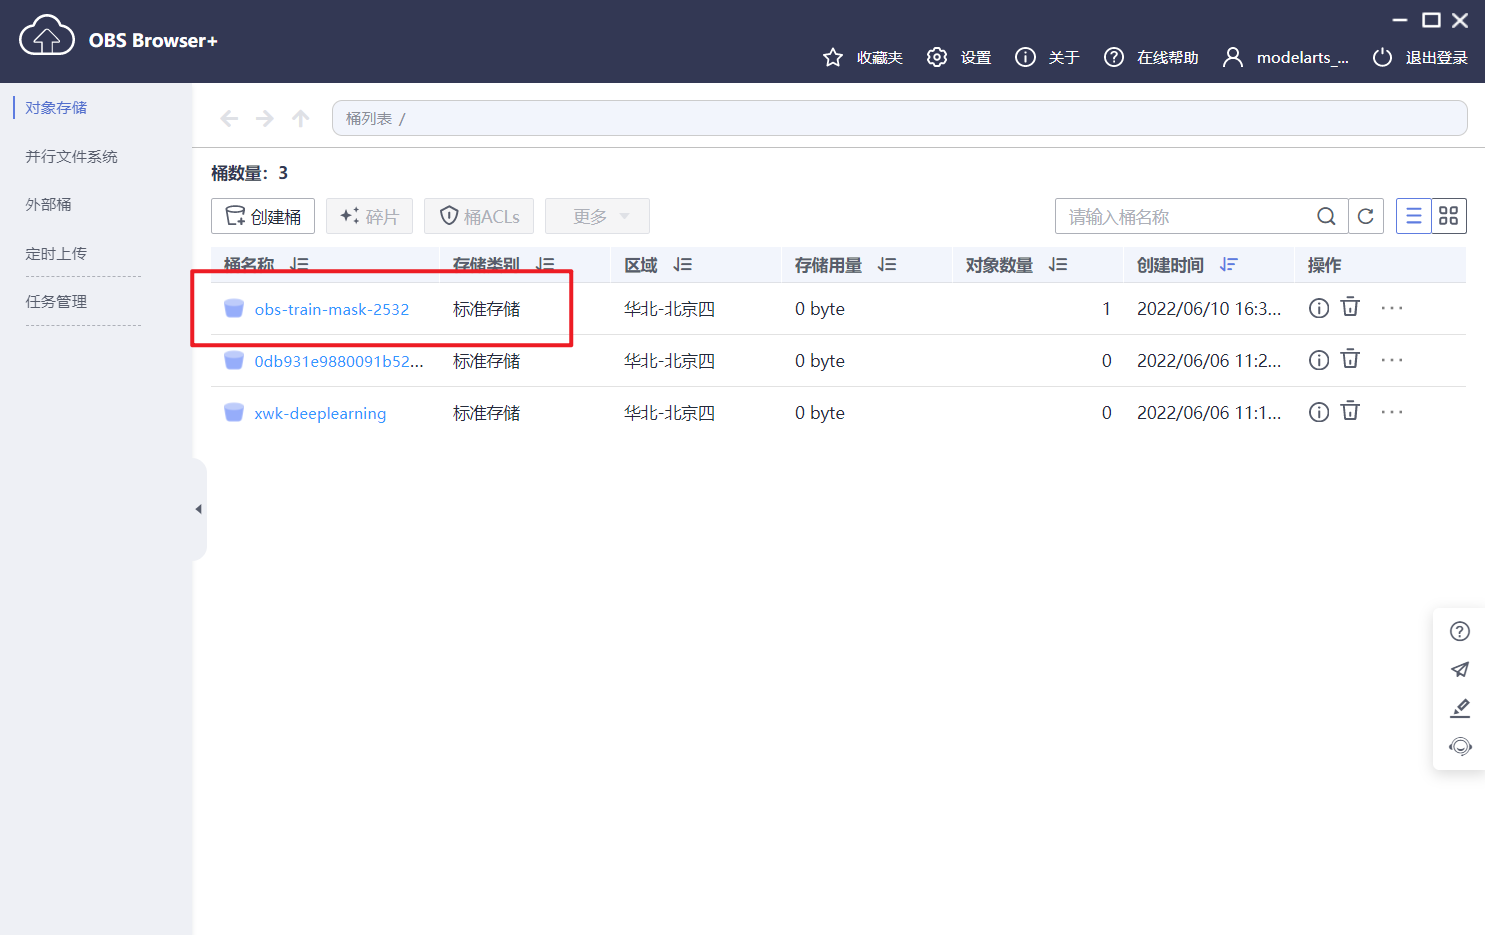 OBS Browser+
收藏夹 设置 关于 在线帮助 modelarts_... 退出登录
对象存储
并行文件系统
外部桶
定时上传
任务管理
桶列表 /
桶数量：3
创建桶 碎片 桶ACLs 更多 请输入桶名称
桶名称 存储类别 区域 存储用量 对象数量 创建时间 操作
obs-train-mask-2532 标准存储 华北-北京四 0 byte 1 2022/06/10 16:3...
0db931e9880091b52... 标准存储 华北-北京四 0 byte 0 2022/06/06 11:2...
xwk-deeplearning 标准存储 华北-北京四 0 byte 0 2022/06/06 11:1...